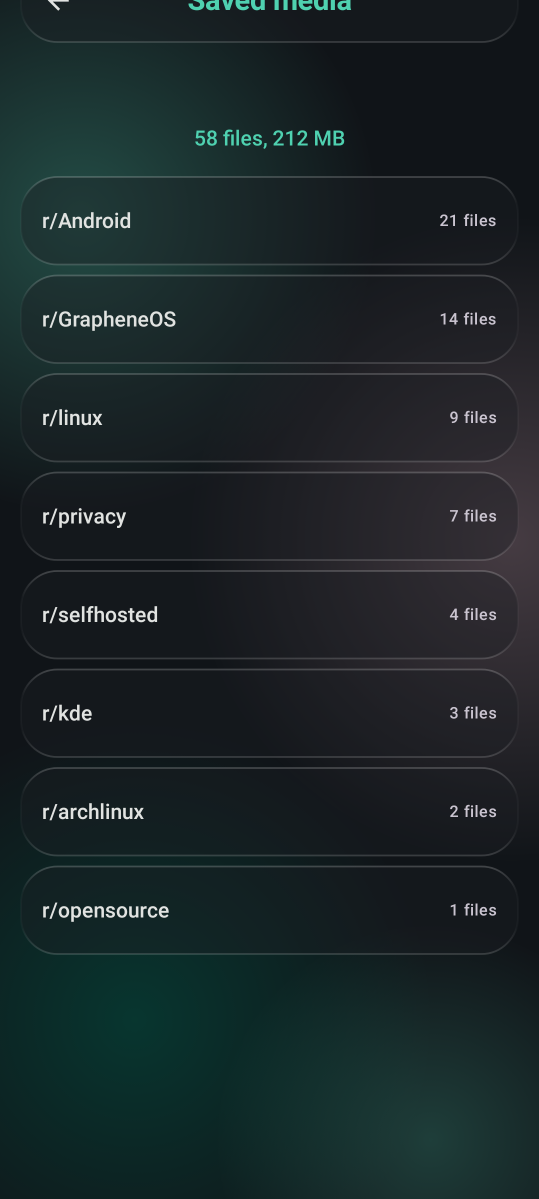 Saved media
58 files, 212 MB
r/Android 21 files
r/GrapheneOS 14 files
r/linux 9 files
r/privacy 7 files
r/selfhosted 4 files
r/kde 3 files
r/archlinux 2 files
r/opensource 1 files